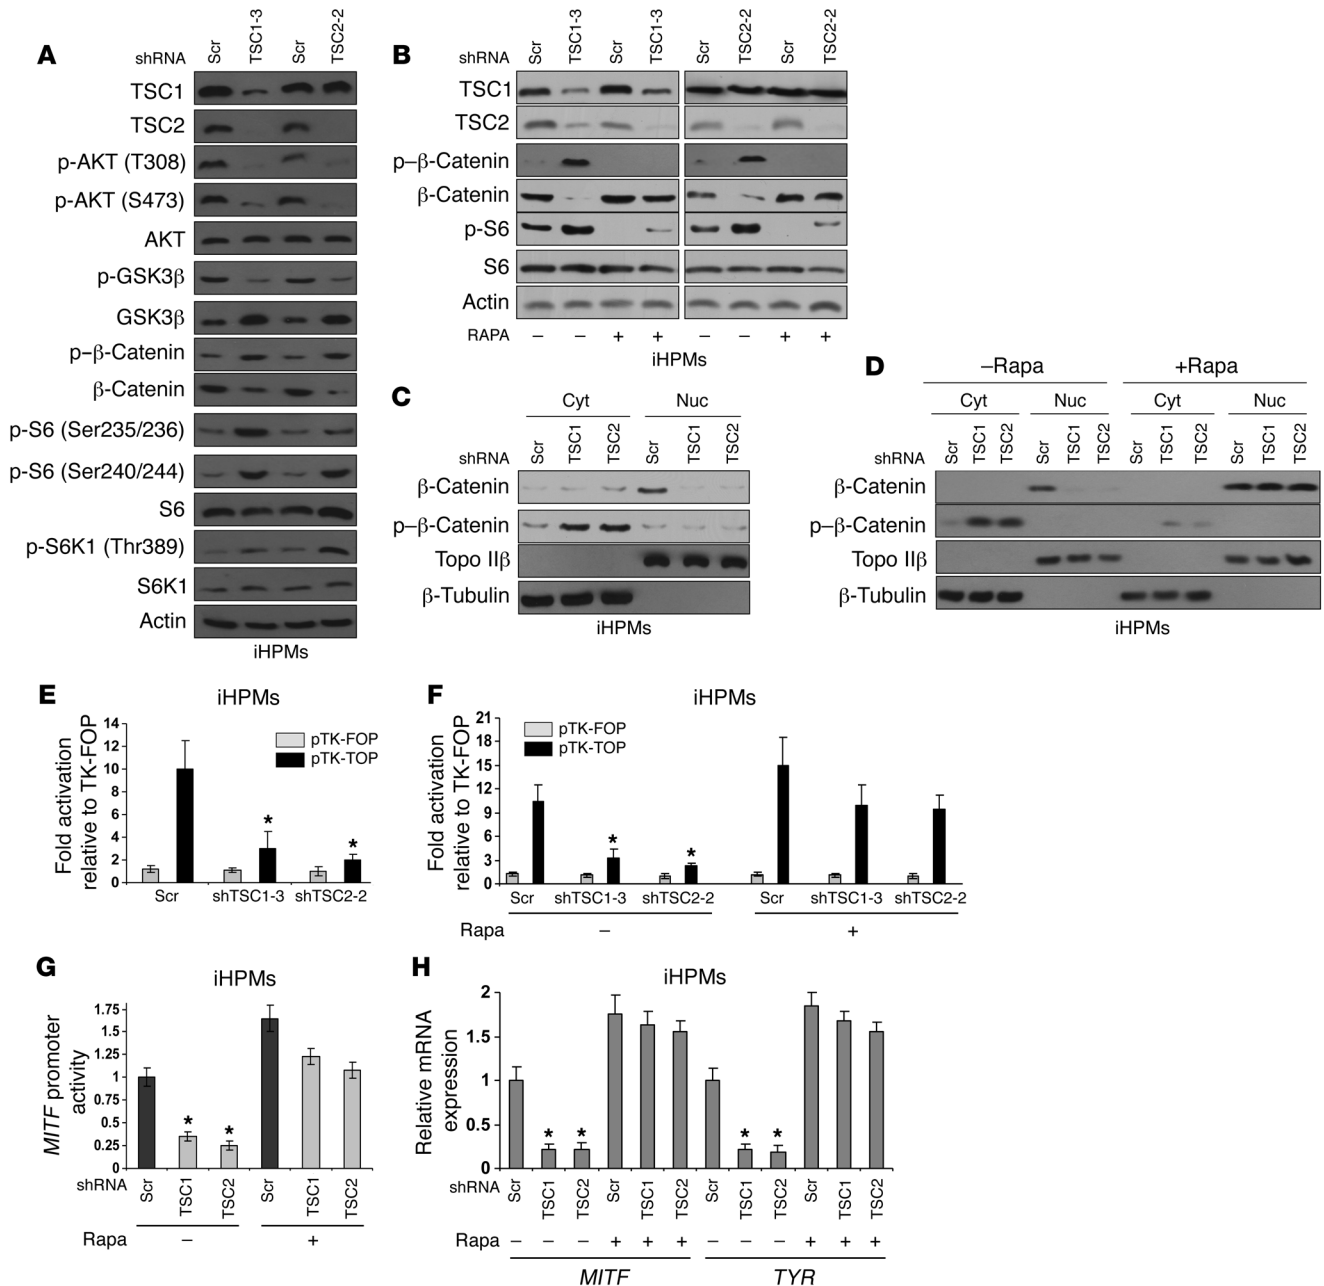 A
shRNA Scr TSC1-3 Scr TSC2-2
TSC1
TSC2
p-AKT (T308)
p-AKT (S473)
AKT
p-GSK3β
GSK3β
p–β-Catenin
β-Catenin
p-S6 (Ser235/236)
p-S6 (Ser240/244)
S6
p-S6K1 (Thr389)
S6K1
Actin
iHPMs
B
shRNA Scr TSC1-3 Scr TSC1-3 Scr TSC2-2 Scr TSC2-2
TSC1
TSC2
p–β-Catenin
β-Catenin
p-S6
S6
Actin
RAPA – – + + – – + +
iHPMs
C
Cyt Nuc
shRNA Scr TSC1 TSC2 Scr TSC1 TSC2
β-Catenin
p–β-Catenin
Topo IIβ
β-Tubulin
iHPMs
D
–Rapa +Rapa
Cyt Nuc Cyt Nuc
shRNA Scr TSC1 TSC2 Scr TSC1 TSC2 Scr TSC1 TSC2 Scr TSC1 TSC2
β-Catenin
p–β-Catenin
Topo IIβ
β-Tubulin
iHPMs
E
iHPMs
Fold activation
relative to TK-FOP
14
12
10
8
6
4
2
0
pTK-FOP
pTK-TOP
* *
Scr shTSC1-3 shTSC2-2
F
iHPMs
Fold activation
relative to TK-FOP
21
18
15
12
9
6
3
0
pTK-FOP
pTK-TOP
* *
Scr shTSC1-3 shTSC2-2 Scr shTSC1-3 shTSC2-2
Rapa – +
G
iHPMs
MITF promoter
activity
1.75
1.5
1.25
1
0.75
0.5
0.25
0
* *
shRNA Scr TSC1 TSC2 Scr TSC1 TSC2
Rapa – +
H
iHPMs
Relative mRNA
expression
2
1.5
1
0.5
0
* * * *
shRNA Scr TSC1 TSC2 Scr TSC1 TSC2 Scr TSC1 TSC2 Scr TSC1 TSC2
Rapa – – – + + + – – – + + +
MITF TYR